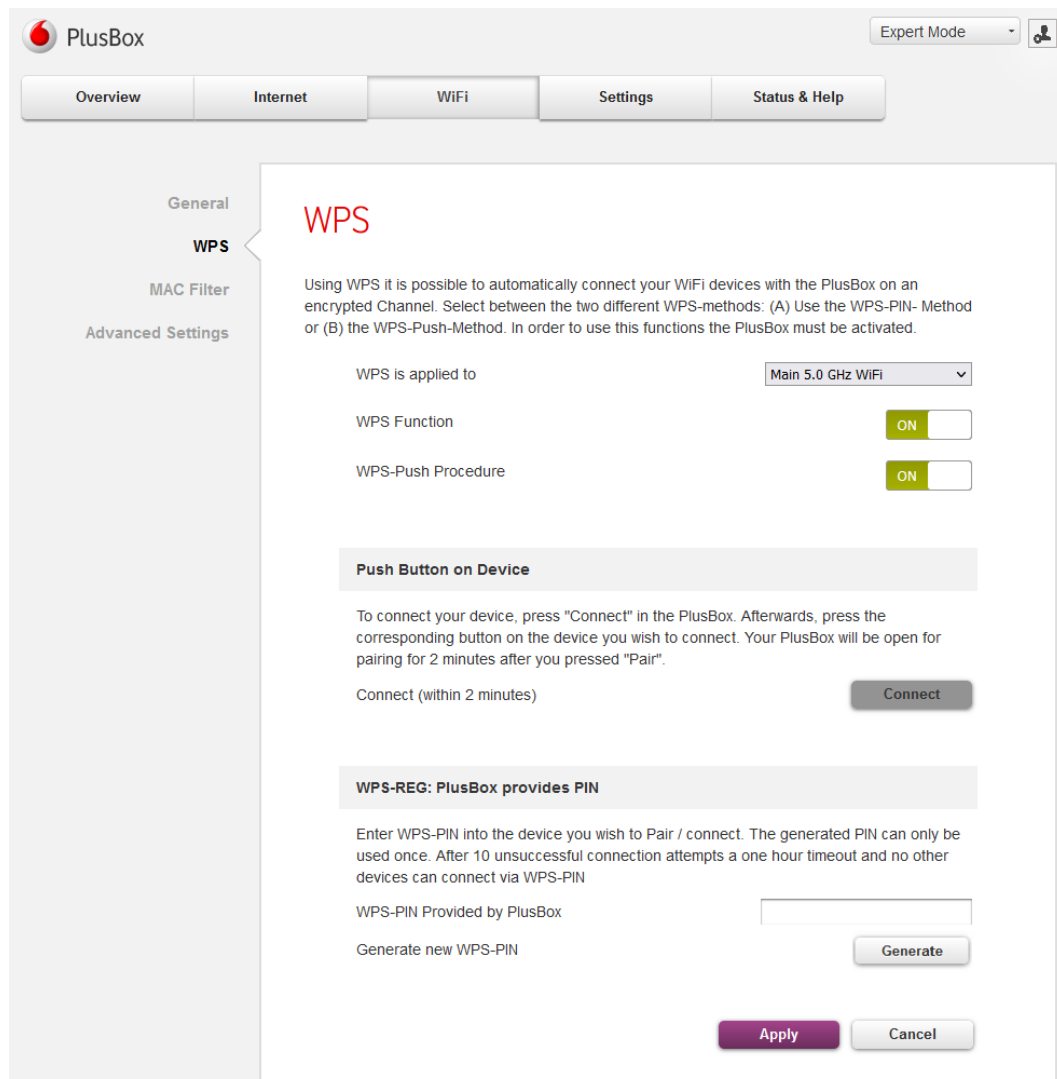 PlusBox
Expert Mode
Overview
Internet
WiFi
Settings
Status & Help
General
WPS
MAC Filter
Advanced Settings
WPS
Using WPS it is possible to automatically connect your WiFi devices with the PlusBox on an
encrypted Channel. Select between the two different WPS-methods: (A) Use the WPS-PIN- Method
or (B) the WPS-Push-Method. In order to use this functions the PlusBox must be activated.
WPS is applied to
Main 5.0 GHz WiFi
WPS Function
ON
WPS-Push Procedure
ON
Push Button on Device
To connect your device, press "Connect" in the PlusBox. Afterwards, press the
corresponding button on the device you wish to connect. Your PlusBox will be open for
pairing for 2 minutes after you pressed "Pair".
Connect (within 2 minutes)
Connect
WPS-REG: PlusBox provides PIN
Enter WPS-PIN into the device you wish to Pair / connect. The generated PIN can only be
used once. After 10 unsuccessful connection attempts a one hour timeout and no other
devices can connect via WPS-PIN
WPS-PIN Provided by PlusBox
Generate new WPS-PIN
Generate
Apply
Cancel